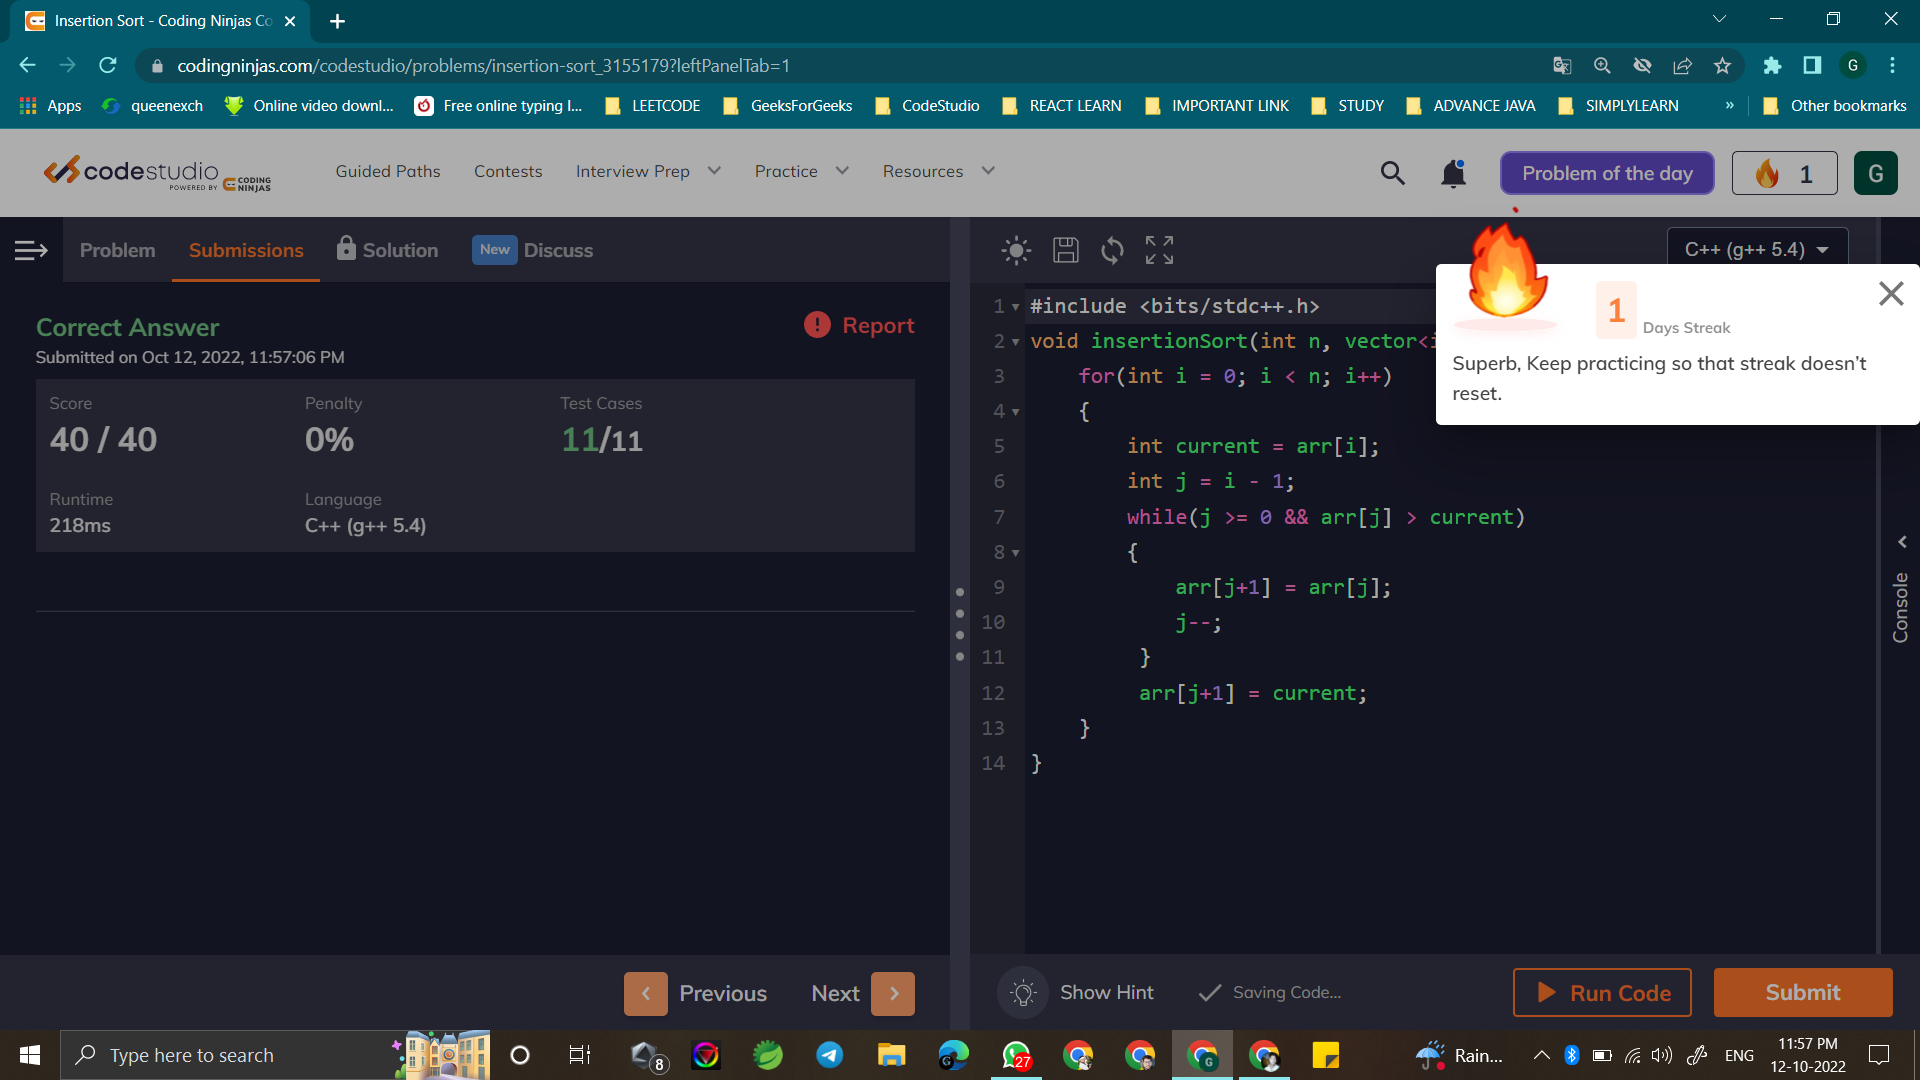 Insertion Sort - Coding Ninjas Co
codingninjas.com/codestudio/problems/insertion-sort_3155179?leftPanelTab=1
G
Apps queenexch Online video downl... Free online typing l... LEETCODE GeeksForGeeks CodeStudio REACT LEARN IMPORTANT LINK STUDY ADVANCE JAVA SIMPLYLEARN » Other bookmarks
codestudio
POWERED BY CODING NINJAS
Guided Paths Contests Interview Prep Practice Resources Problem of the day 1 G
Problem Submissions Solution New Discuss
C++ (g++ 5.4)
Correct Answer
Report
Submitted on Oct 12, 2022, 11:57:06 PM
Score Penalty Test Cases
40 / 40 0% 11/11
Runtime Language
218ms C++ (g++ 5.4)
1 #include <bits/stdc++.h>
2 void insertionSort(int n, vector<i
3 for(int i = 0; i < n; i++)
4 {
5 int current = arr[i];
6 int j = i - 1;
7 while(j >= 0 && arr[j] > current)
8 {
9 arr[j+1] = arr[j];
10 j--;
11 }
12 arr[j+1] = current;
13 }
14 }
1 Days Streak
Superb, Keep practicing so that streak doesn't
reset.
Console
Previous Next
Show Hint Saving Code... Run Code Submit
Type here to search
8
G
27
G
Rain... ENG 11:57 PM
12-10-2022